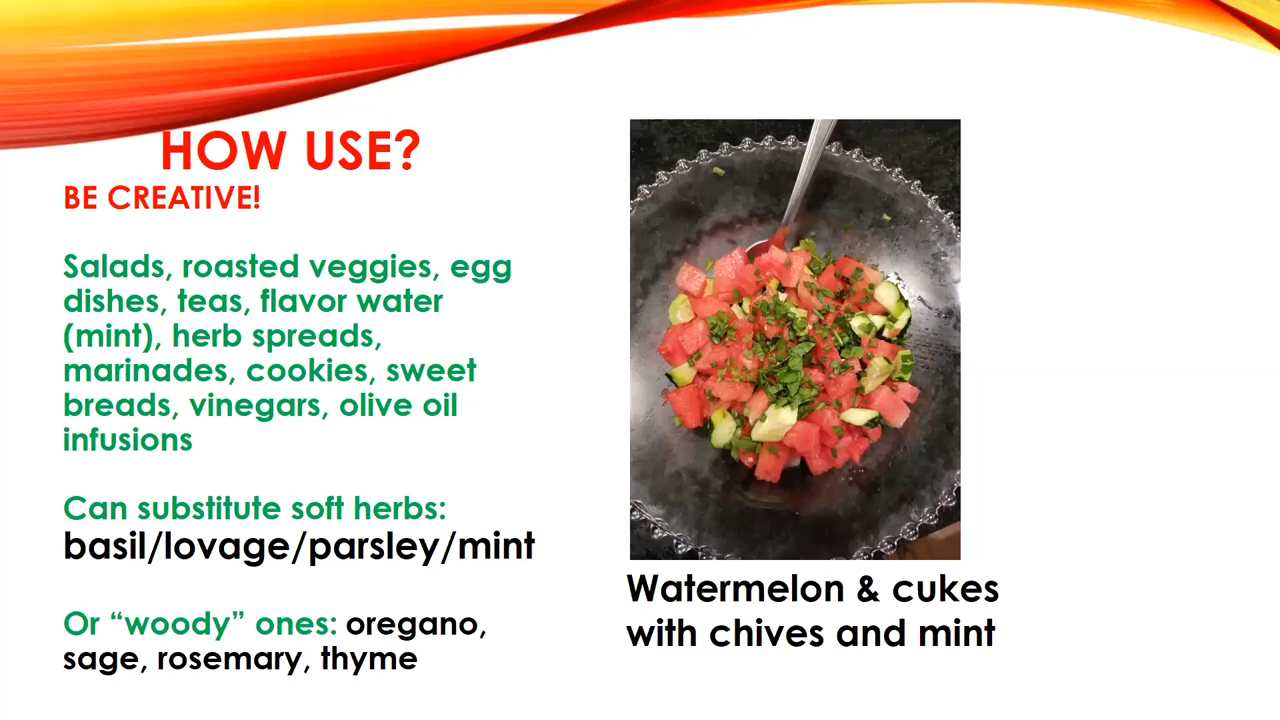 HOW USE?
BE CREATIVE!
Salads, roasted veggies, egg
dishes, teas, flavor water
(mint), herb spreads,
marinades, cookies, sweet
breads, vinegars, olive oil
infusions
Can substitute soft herbs:
basil/lovage/parsley/mint
Or “woody” ones: oregano,
sage, rosemary, thyme
Watermelon & cukes
with chives and mint